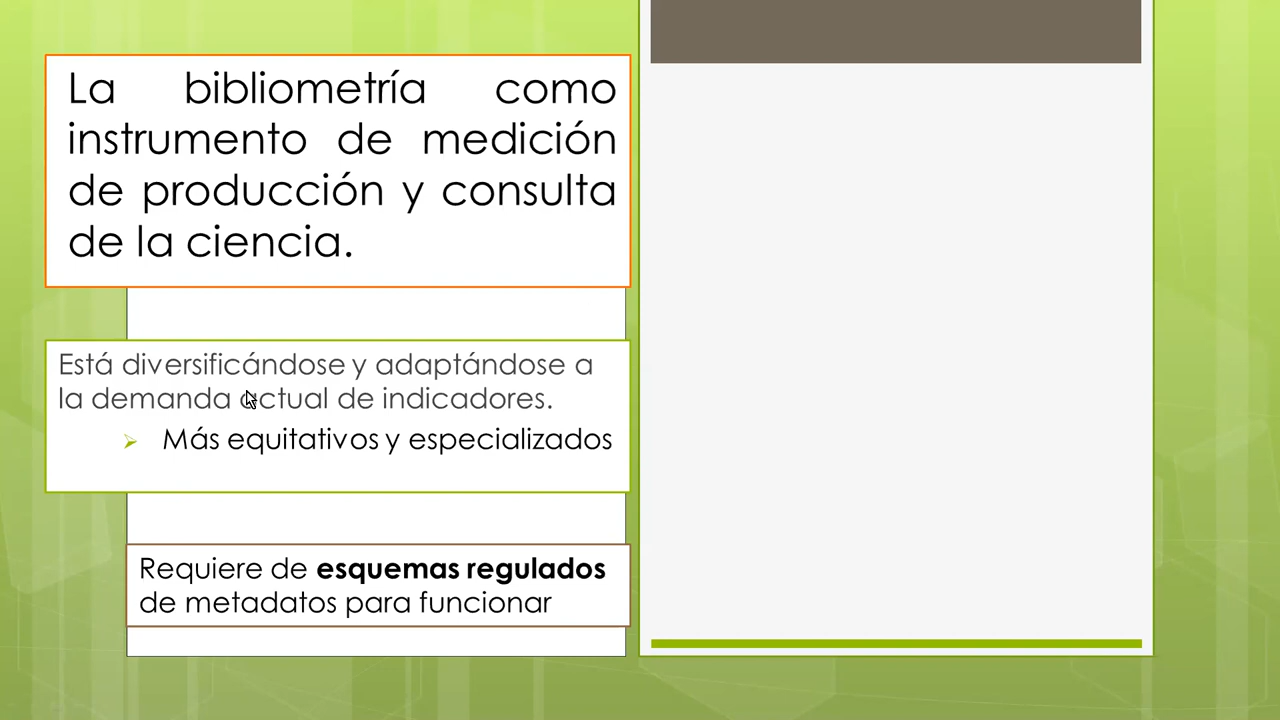 La bibliometría como
instrumento de medición
de producción y consulta
de la ciencia.
Está diversificándose y adaptándose a
la demanda actual de indicadores.
Más equitativos y especializados
Requiere de esquemas regulados
de metadatos para funcionar